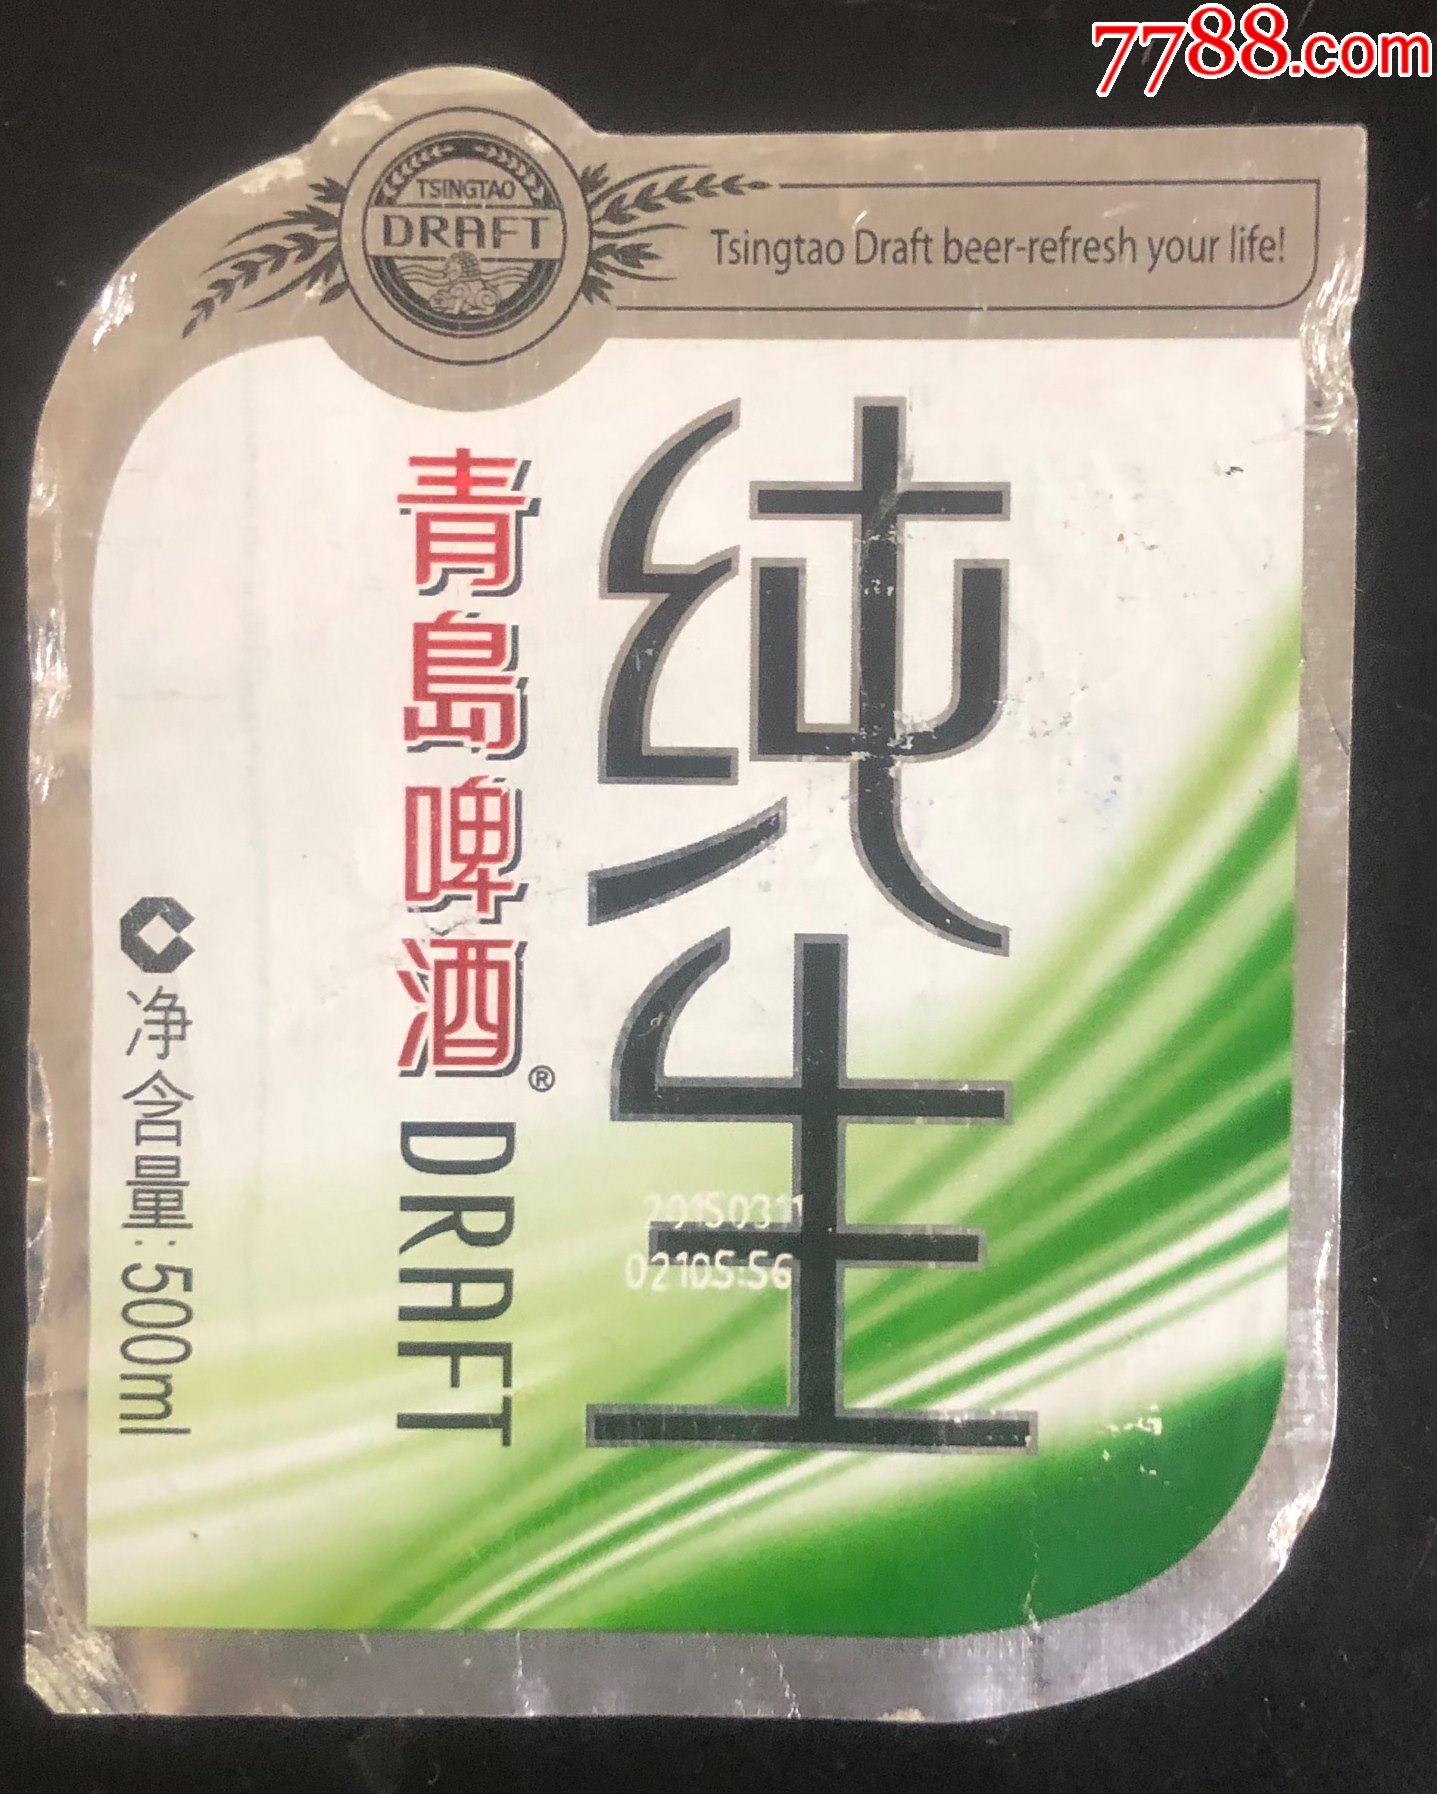 7788.com
TSINGTAO
DRAFT
Tsingtao Draft beer-refresh your life!
纯生
青島啤酒® DRAFT
净含量:500ml
20150311
02105:56